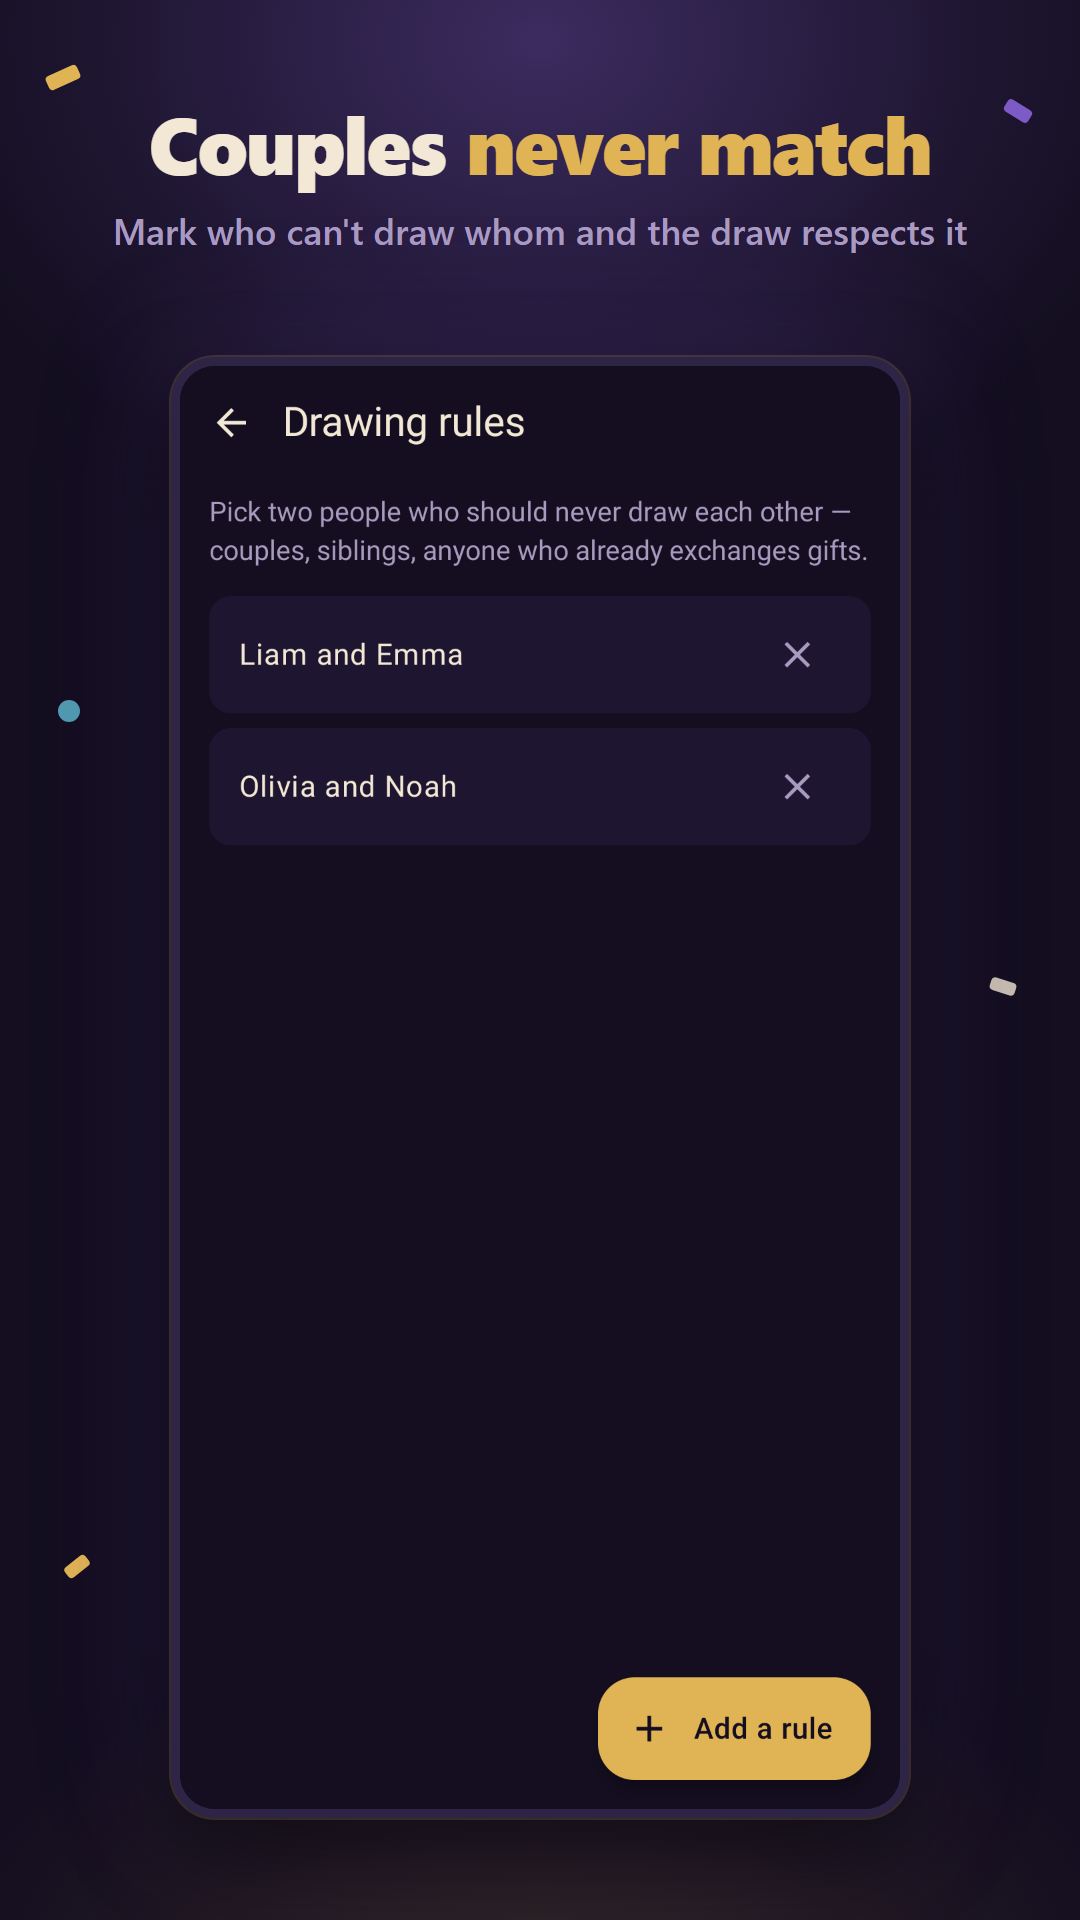 Couples never match
Mark who can't draw whom and the draw respects it
Drawing rules
Pick two people who should never draw each other —
couples, siblings, anyone who already exchanges gifts.
Liam and Emma
Olivia and Noah
Add a rule